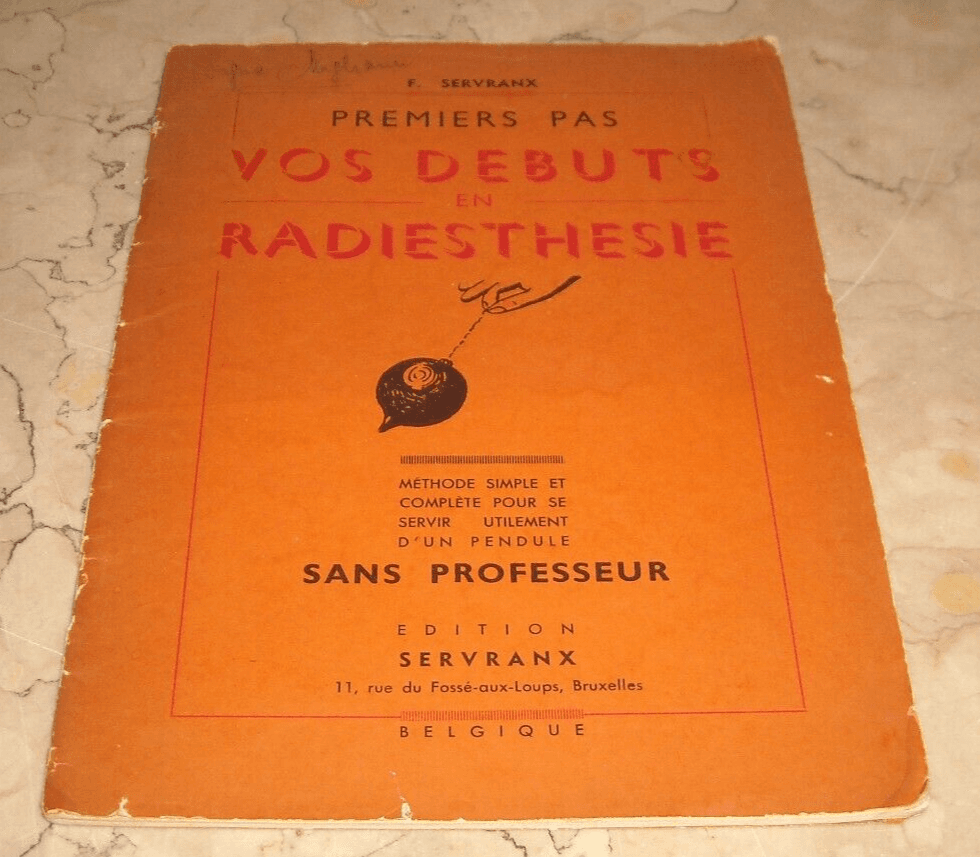 F. SERVRANX
PREMIERS PAS
VOS DEBUTS
EN
RADIESTHESIE
MÉTHODE SIMPLE ET
COMPLÈTE POUR SE
SERVIR UTILEMENT
D'UN PENDULE
SANS PROFESSEUR
EDITION
SERVRANX
11, rue du Fossé-aux-Loups, Bruxelles
BELGIQUE